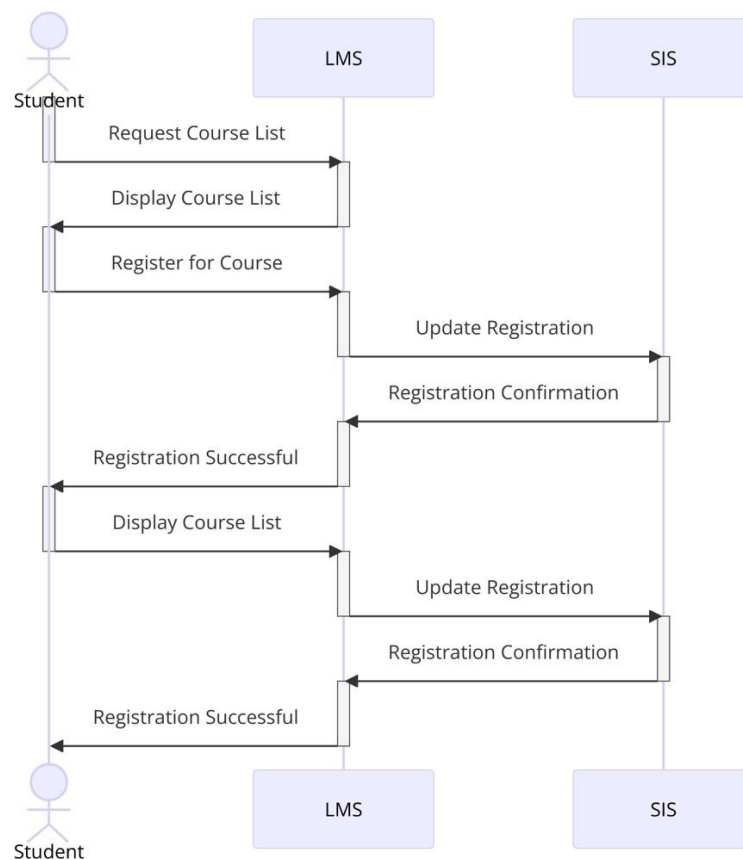 LMS
SIS
Student
Request Course List
Display Course List
Register for Course
Update Registration
Registration Confirmation
Registration Successful
Display Course List
Update Registration
Registration Confirmation
Registration Successful
LMS
SIS
Student